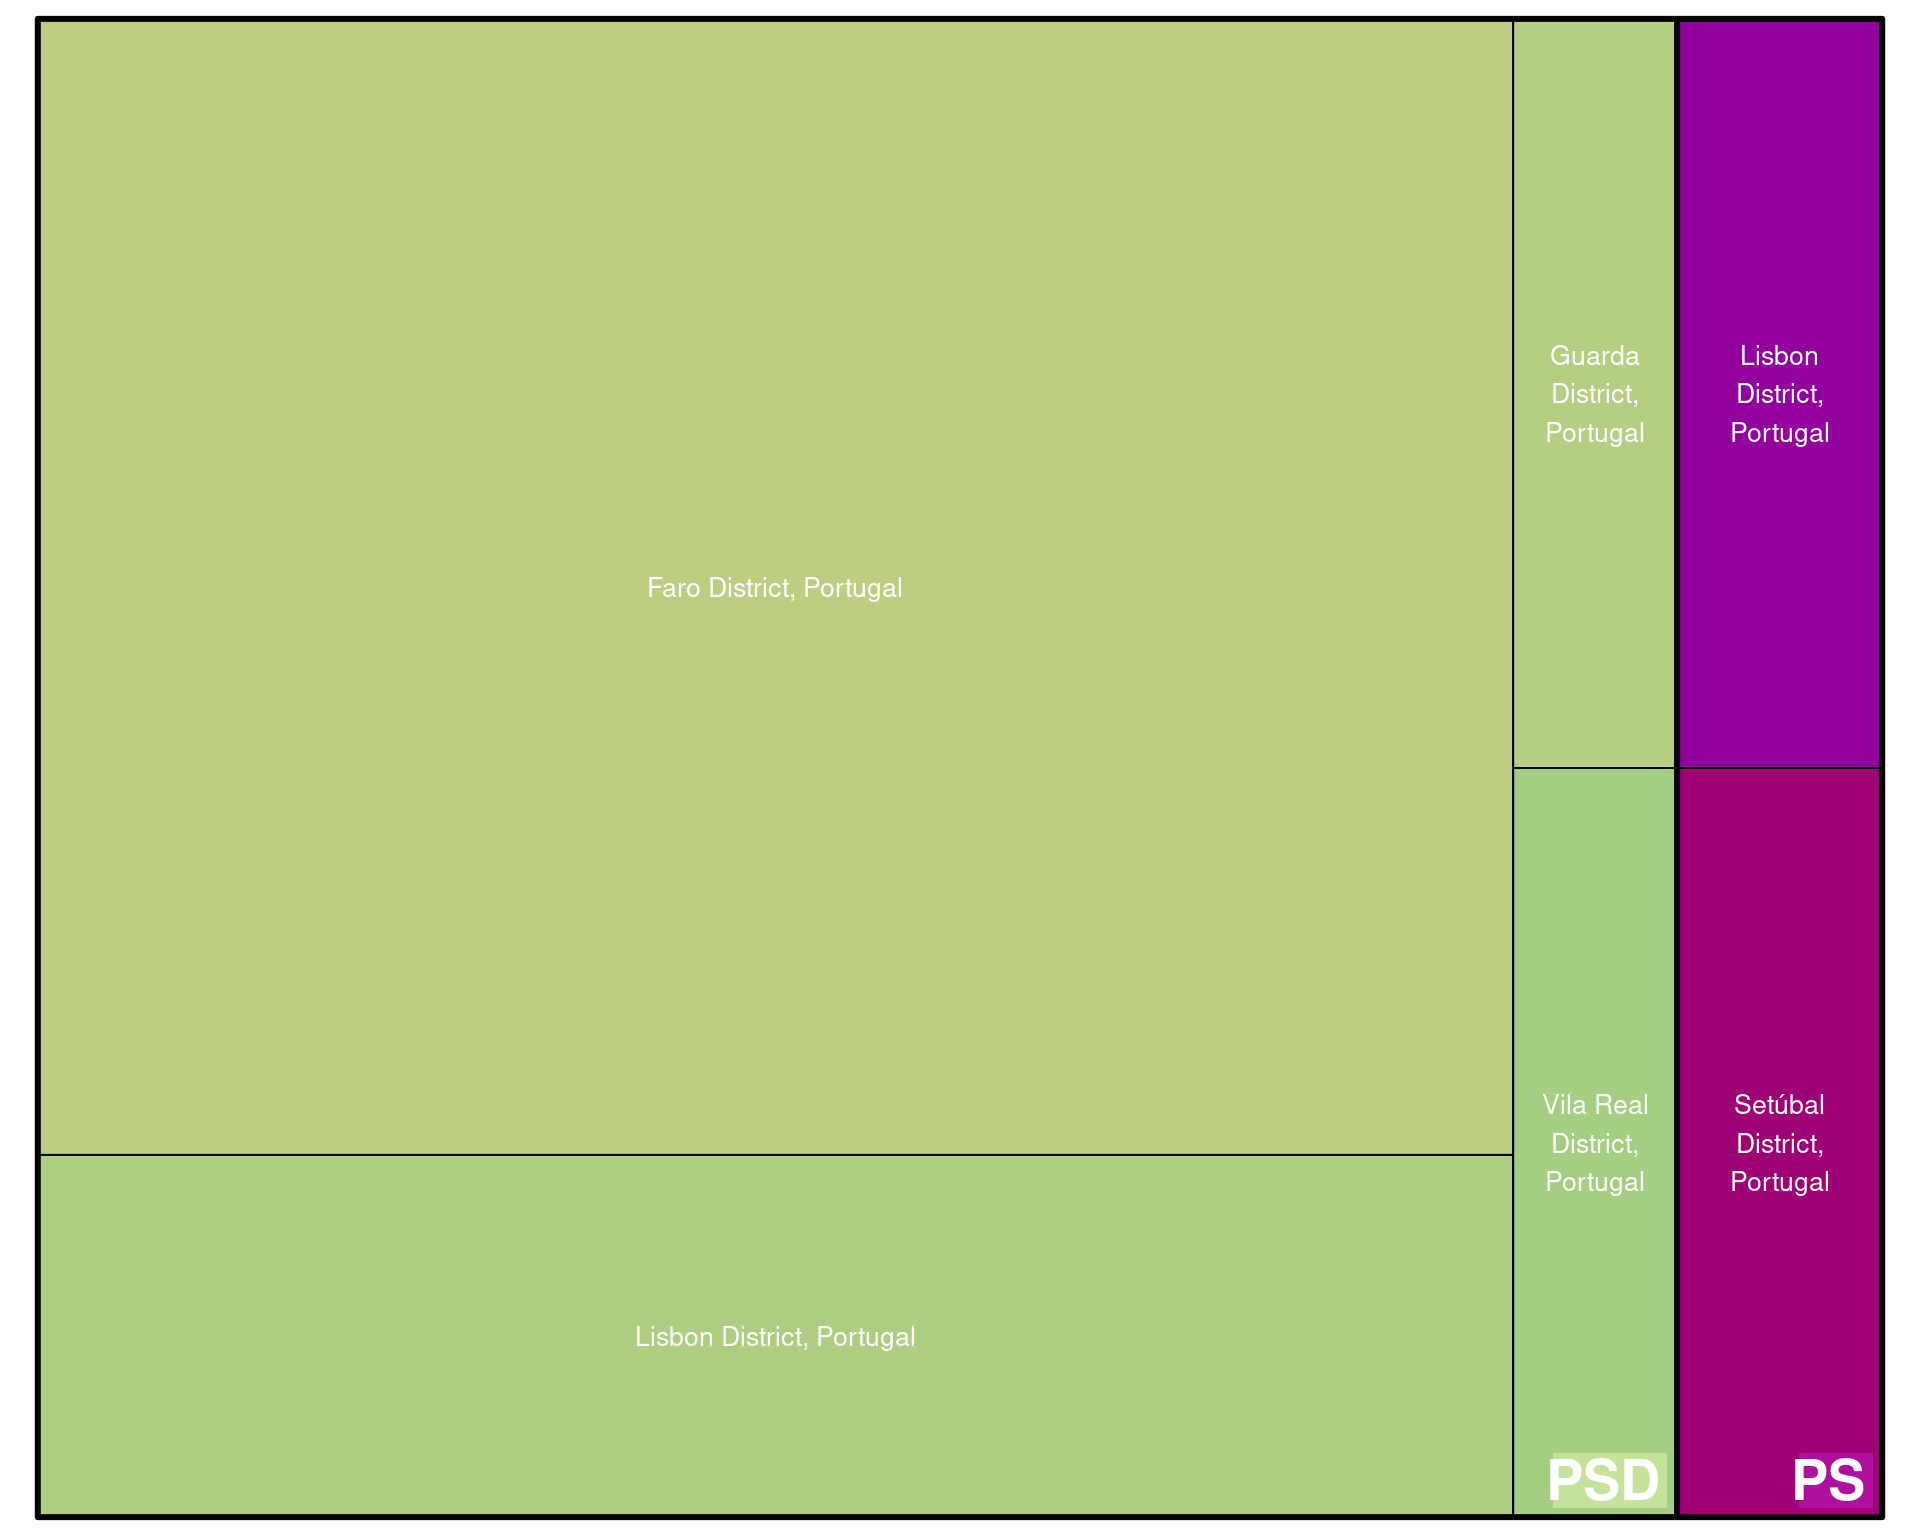 Faro District, Portugal
Lisbon District, Portugal
Guarda
District,
Portugal
Vila Real
District,
Portugal
PSD
Lisbon
District,
Portugal
Setúbal
District,
Portugal
PS